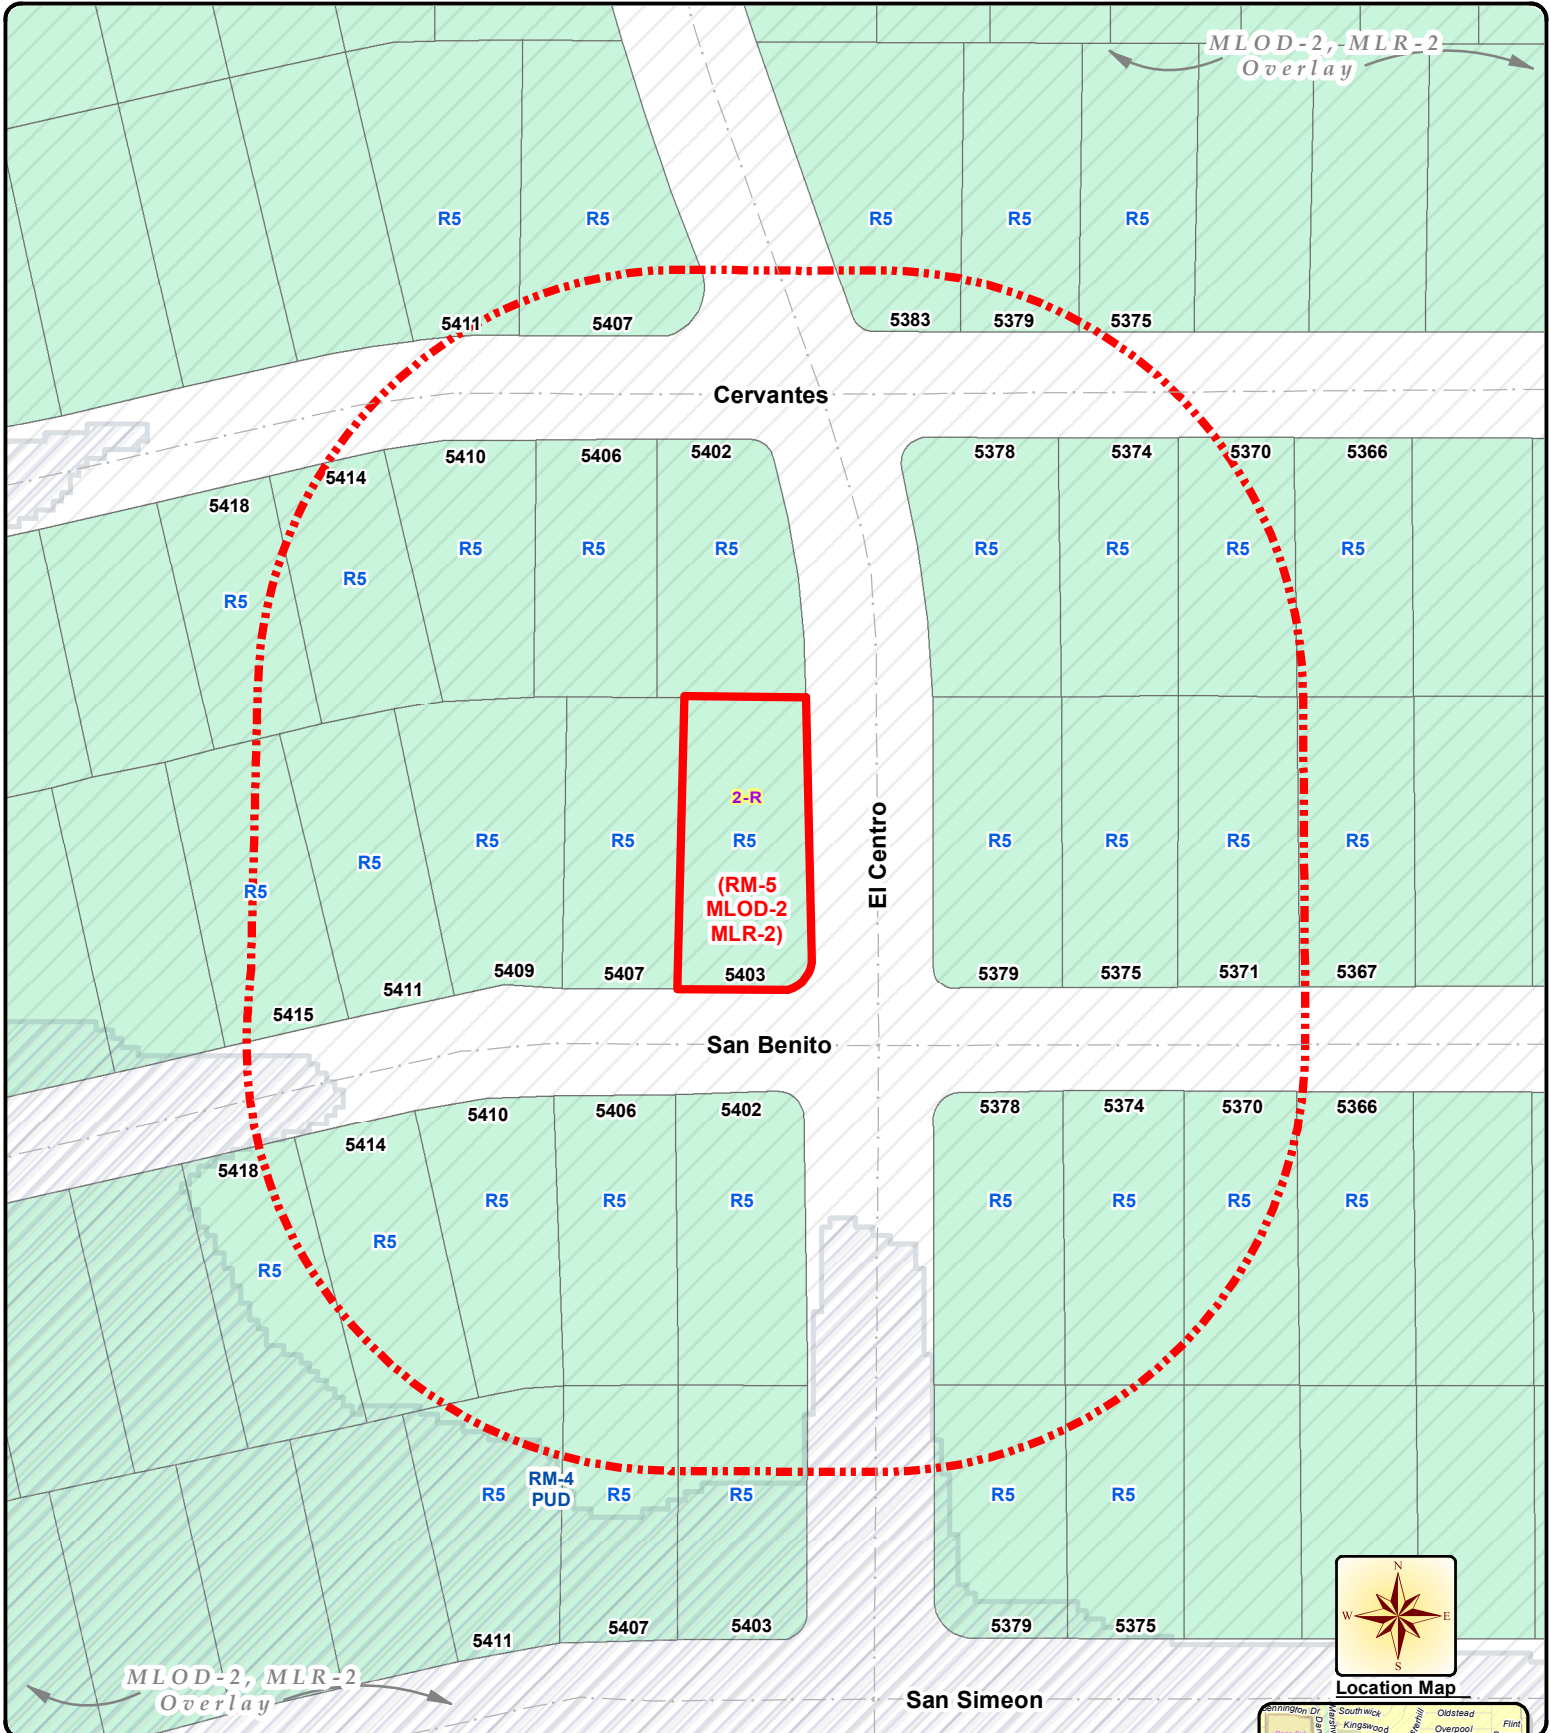 MLOD-2, MLR-2
Overlay
R5
R5
R5
R5
R5
5411
5407
5383
5379
5375
Cervantes
5418
5414
5410
5406
5402
5378
5374
5370
5366
R5
R5
R5
R5
R5
R5
R5
R5
R5
2-R
R5
R5
R5
R5
R5
R5
R5
R5
R5
(RM-5
MLOD-2
MLR-2)
El Centro
5415
5411
5409
5407
5403
5379
5375
5371
5367
San Benito
5418
5414
5410
5406
5402
5378
5374
5370
5366
R5
R5
R5
R5
R5
R5
R5
R5
R5
R5
RM-4
PUD
R5
R5
R5
R5
5411
5407
5403
5379
5375
MLOD-2, MLR-2
Overlay
San Simeon
N
W
E
S
Location Map
Southwick
Oldstead
Kingswood
Overpool
Flint